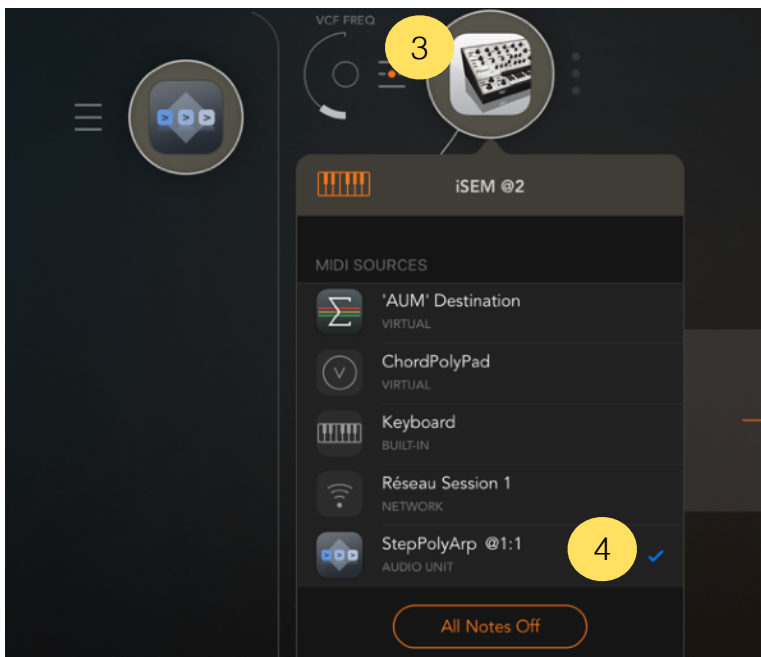 VCF FREQ
3
iSEM @2
MIDI SOURCES
'AUM' Destination
VIRTUAL
ChordPolyPad
VIRTUAL
Keyboard
BUILT-IN
Réseau Session 1
NETWORK
StepPolyArp @1:1
AUDIO UNIT
4
All Notes Off